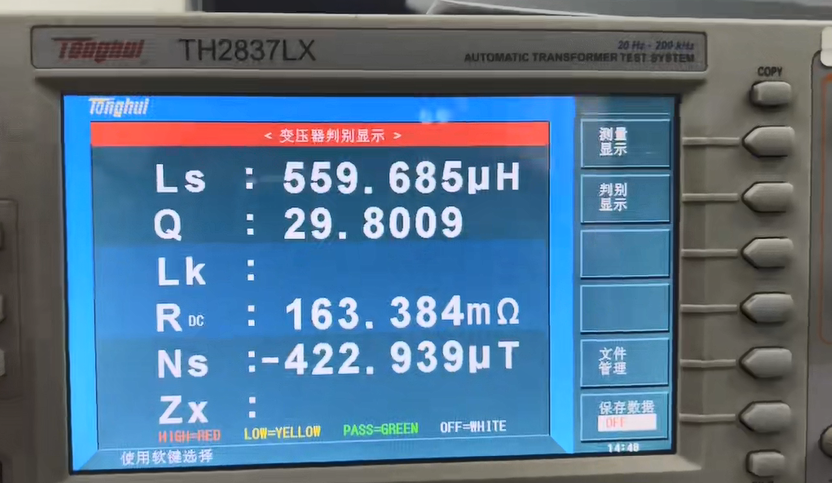 Tonghui TH2837LX
20 Hz - 200 kHz
AUTOMATIC TRANSFORMER TEST SYSTEM
COPY
Tonghui
< 变压器判别显示 >
Ls : 559.685μH
Q : 29.8009
Lk :
RDC : 163.384mΩ
Ns :-422.939μT
Zx :
HIGH=RED LOW=YELLOW PASS=GREEN OFF=WHITE
使用软键选择
测量
显示
判别
显示
文件
管理
保存数据
OFF
14:48